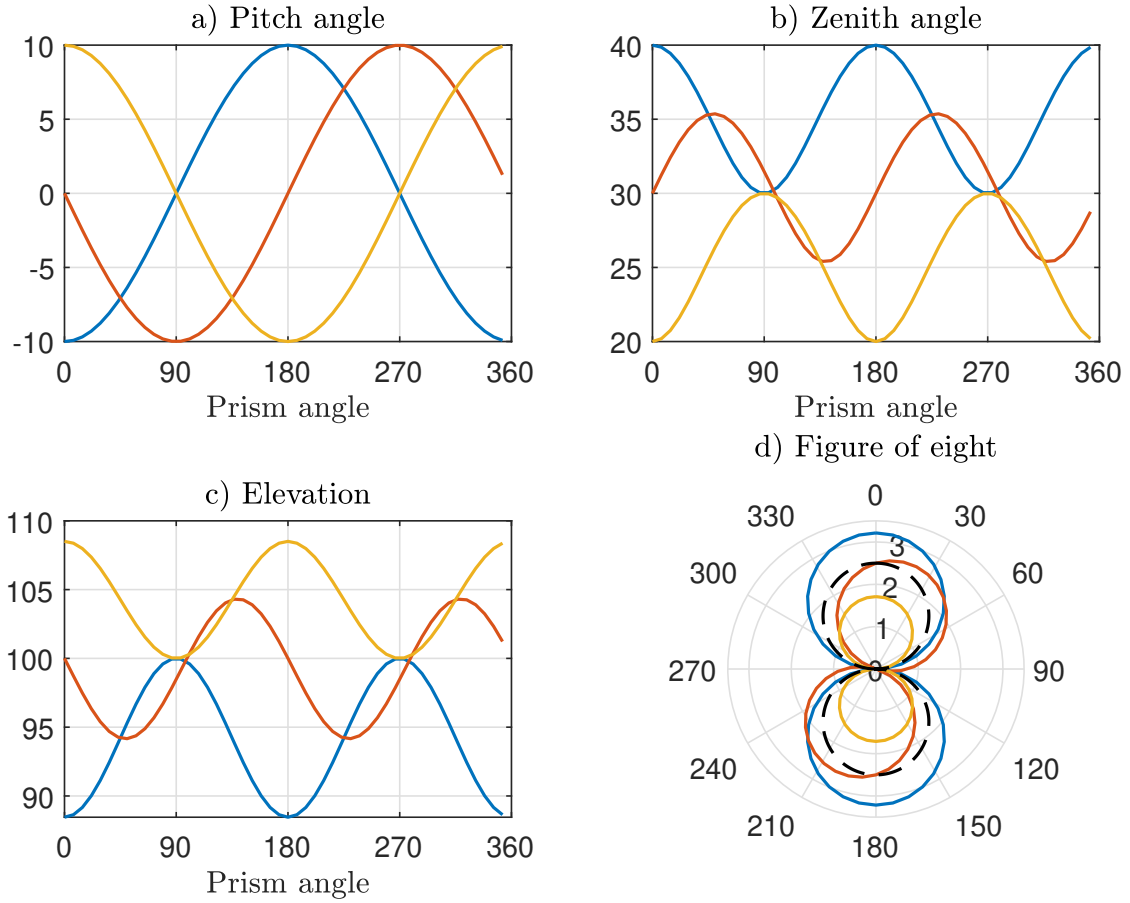 a) Pitch angle
10
5
0
-5
-10
0 90 180 270 360
Prism angle
b) Zenith angle
40
35
30
25
20
0 90 180 270 360
Prism angle
c) Elevation
110
105
100
95
90
0 90 180 270 360
Prism angle
d) Figure of eight
0
330 30
3
300 60
2
1
270 0 90
240 120
210 150
180